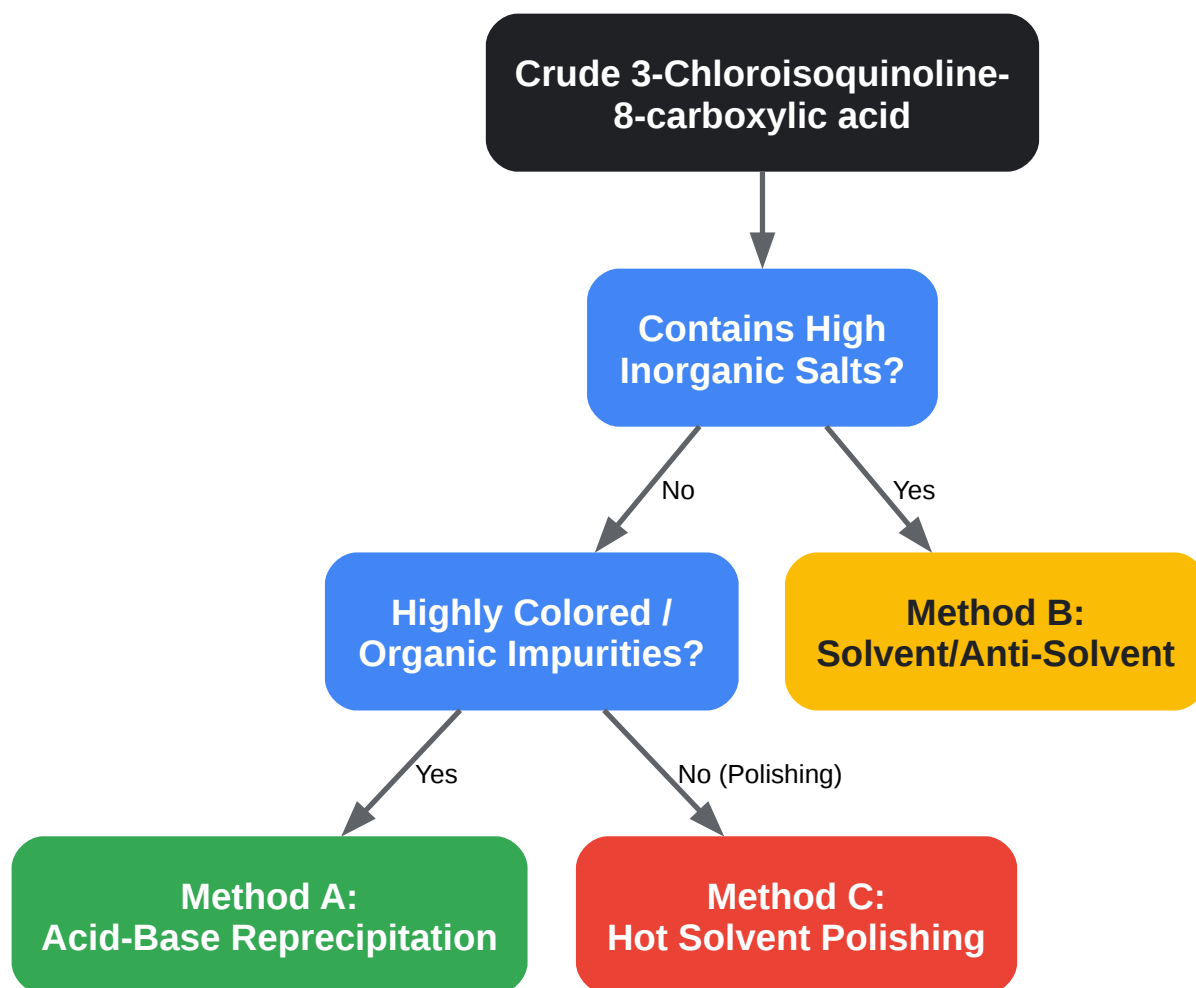 Crude 3-Chloroisoquinoline-
8-carboxylic acid
Contains High
Inorganic Salts?
No
Yes
Highly Colored /
Organic Impurities?
Method B:
Solvent/Anti-Solvent
Yes
No (Polishing)
Method A:
Acid-Base Reprecipitation
Method C:
Hot Solvent Polishing